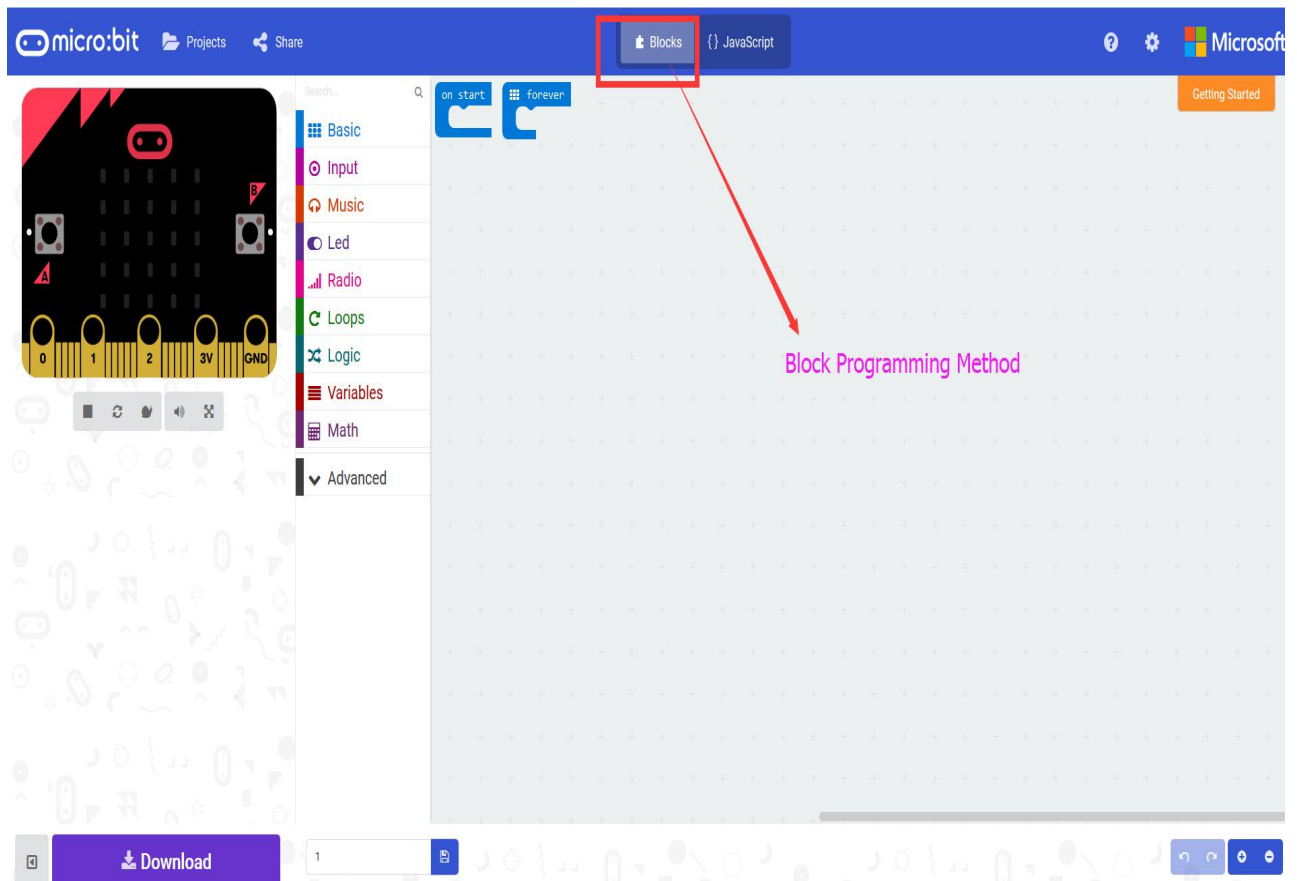 micro:bit Projects Share Blocks {} JavaScript Microsoft
Search...
on start forever
Getting Started
Basic
Input
Music
Led
Radio
Loops
Logic
Variables
Math
Advanced
B
A
0 1 2 3V GND
Block Programming Method
Download
1